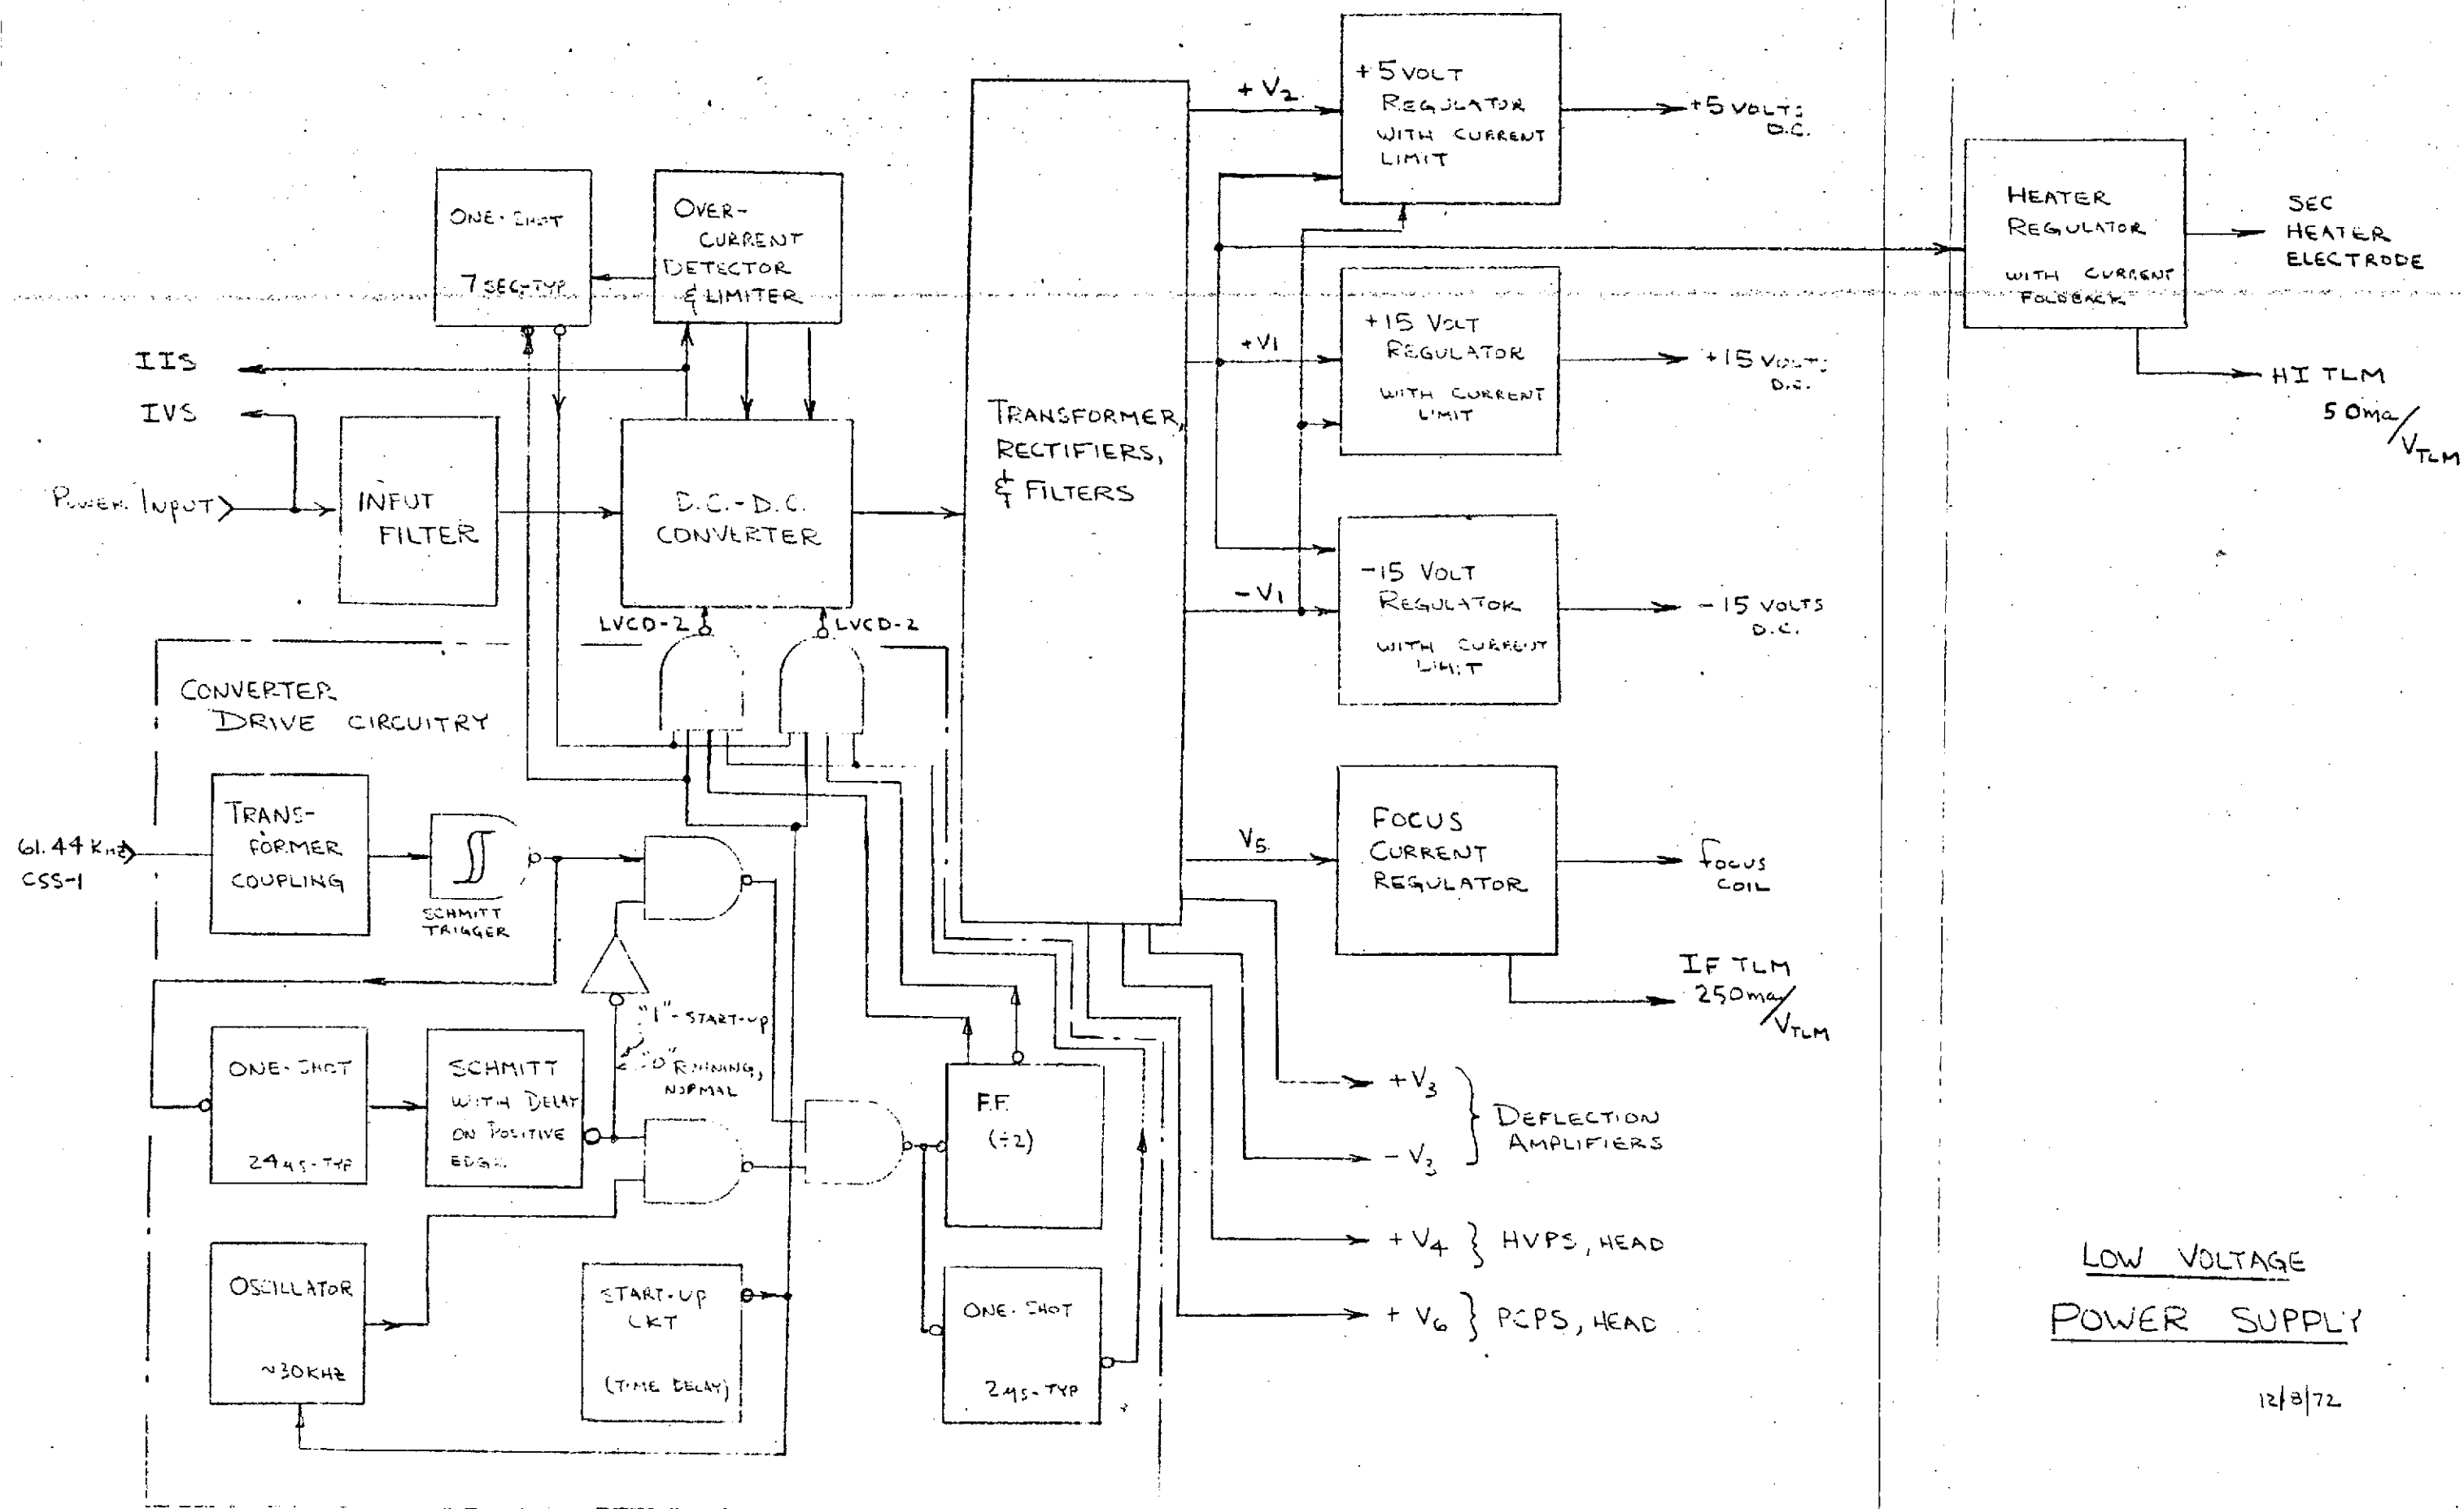 ONE-SHOT
7 SEC-TYP
OVER-
CURRENT
DETECTOR
& LIMITER
IIS
IVS
POWER INPUT
INPUT
FILTER
D.C.-D.C.
CONVERTER
LVCD-2
LVCD-2
TRANSFORMER,
RECTIFIERS,
& FILTERS
+V2
+5 VOLT
REGULATOR
WITH CURRENT
LIMIT
+5 VOLTS
D.C.
+V1
+15 VOLT
REGULATOR
WITH CURRENT
LIMIT
+15 VOLTS
D.C.
-V1
-15 VOLT
REGULATOR
WITH CURRENT
LIMIT
-15 VOLTS
D.C.
HEATER
REGULATOR
WITH CURRENT
FOLDBACK
SEC
HEATER
ELECTRODE
HI TLM
50ma/
VTLM
CONVERTER
DRIVE CIRCUITRY
61.44 KHz
CSS-1
TRANS-
FORMER
COUPLING
SCHMITT
TRIGGER
"1"-START-UP
"0" RUNNING,
NORMAL
ONE-SHOT
24µs-TYP
SCHMITT
WITH DELAY
ON POSITIVE
EDGE
OSCILLATOR
~30KHZ
START-UP
CKT
(TIME DELAY)
F.F.
(÷2)
ONE-SHOT
2µs-TYP
V5
FOCUS
CURRENT
REGULATOR
FOCUS
COIL
IF TLM
250ma/
VTLM
+V3
-V3
DEFLECTION
AMPLIFIERS
+V4 } HVPS, HEAD
+V6 } PCPS, HEAD
LOW VOLTAGE
POWER SUPPLY
12/8/72